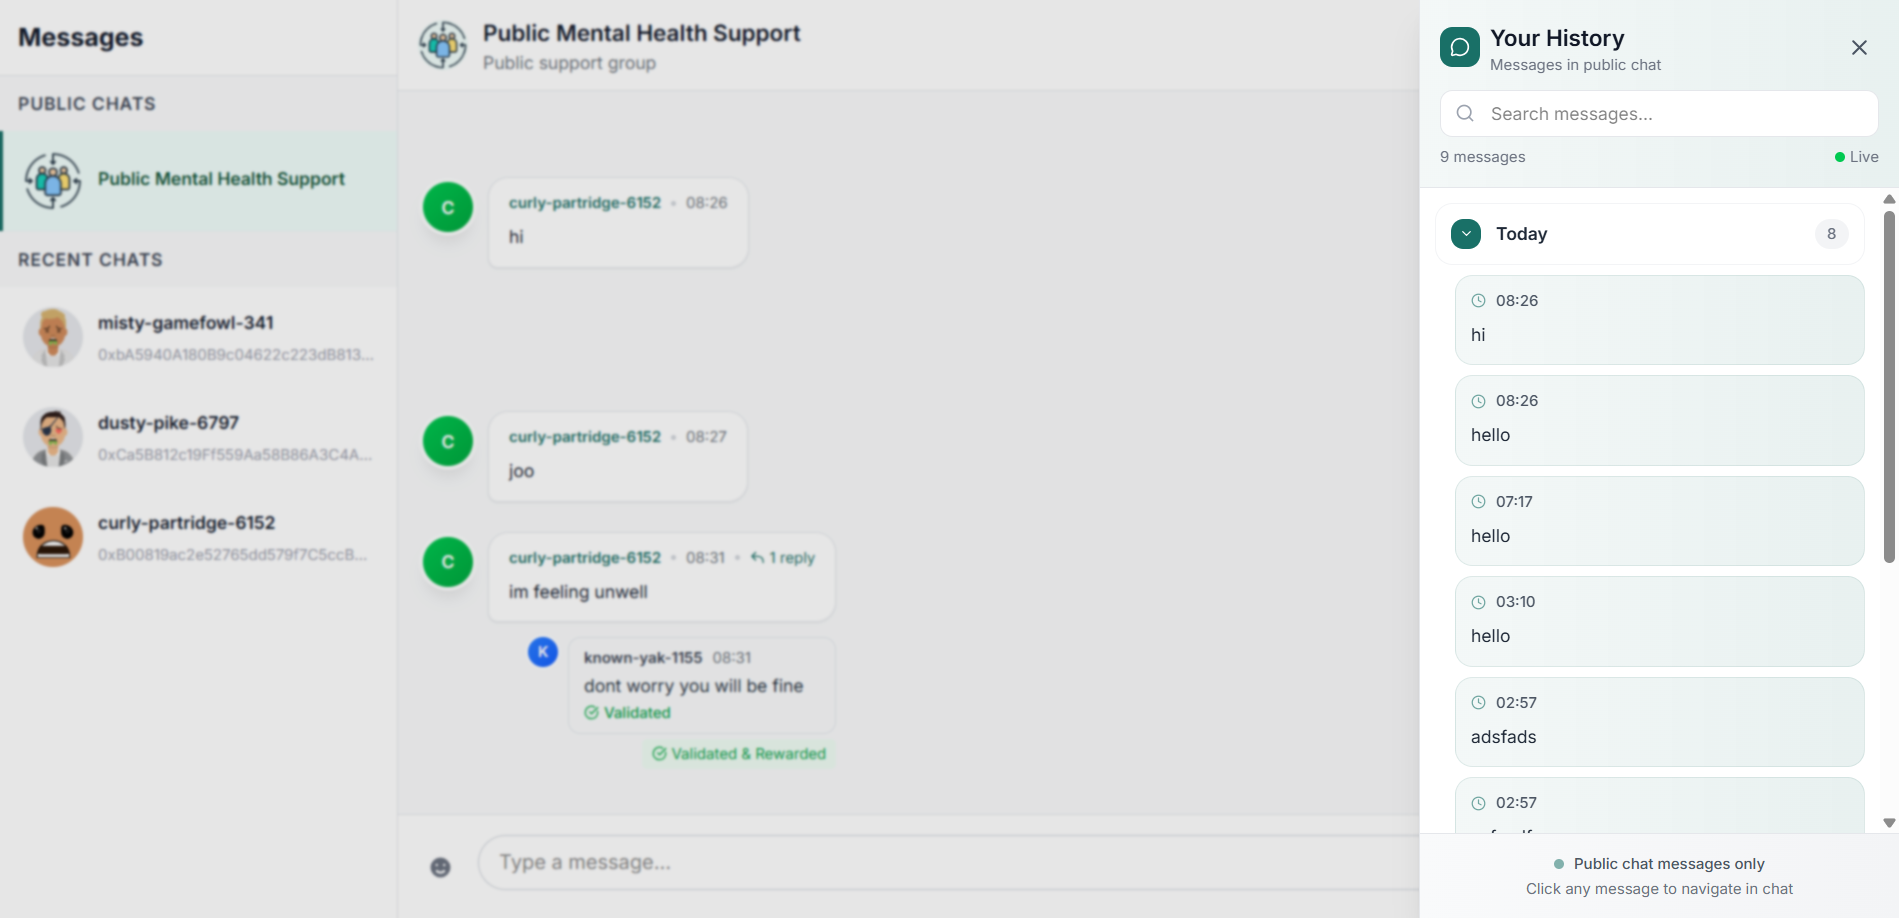 Messages
PUBLIC CHATS
Public Mental Health Support
RECENT CHATS
misty-gamefowl-341
0xbA5940A180B9c04622c223dB813...
dusty-pike-6797
0xCa5B812c19Ff559Aa58B86A3C4A...
curly-partridge-6152
0xB00819ac2e52765dd579f7C5ccB...
Public Mental Health Support
Public support group
C
curly-partridge-6152 • 08:26
hi
C
curly-partridge-6152 • 08:27
joo
C
curly-partridge-6152 • 08:31 • 1 reply
im feeling unwell
K
known-yak-1155 08:31
dont worry you will be fine
Validated
Validated & Rewarded
Type a message...
Your History
Messages in public chat
Search messages...
9 messages
Live
Today
8
08:26
hi
08:26
hello
07:17
hello
03:10
hello
02:57
adsfads
02:57
Public chat messages only
Click any message to navigate in chat